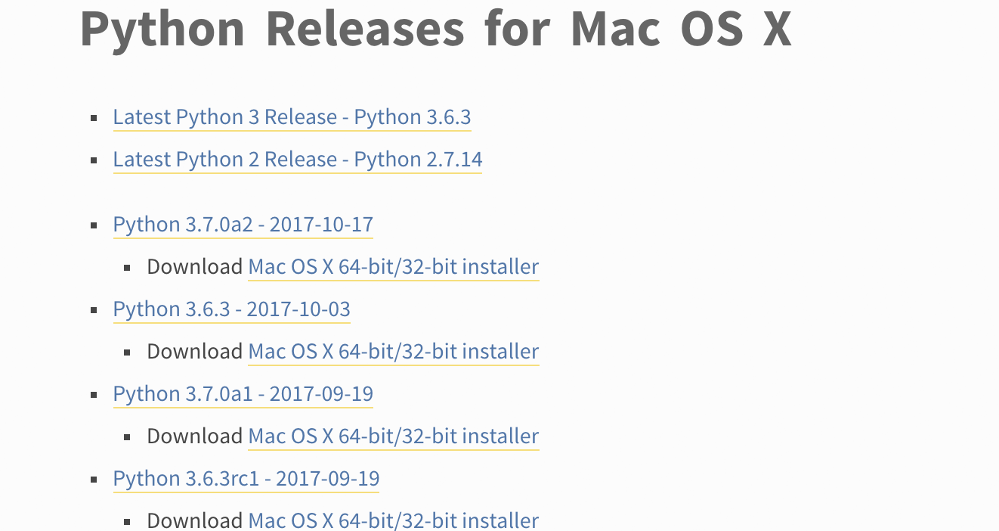 Python Releases for Mac OS X
Latest Python 3 Release - Python 3.6.3
Latest Python 2 Release - Python 2.7.14
Python 3.7.0a2 - 2017-10-17
Download Mac OS X 64-bit/32-bit installer
Python 3.6.3 - 2017-10-03
Download Mac OS X 64-bit/32-bit installer
Python 3.7.0a1 - 2017-09-19
Download Mac OS X 64-bit/32-bit installer
Python 3.6.3rc1 - 2017-09-19
Download Mac OS X 64-bit/32-bit installer